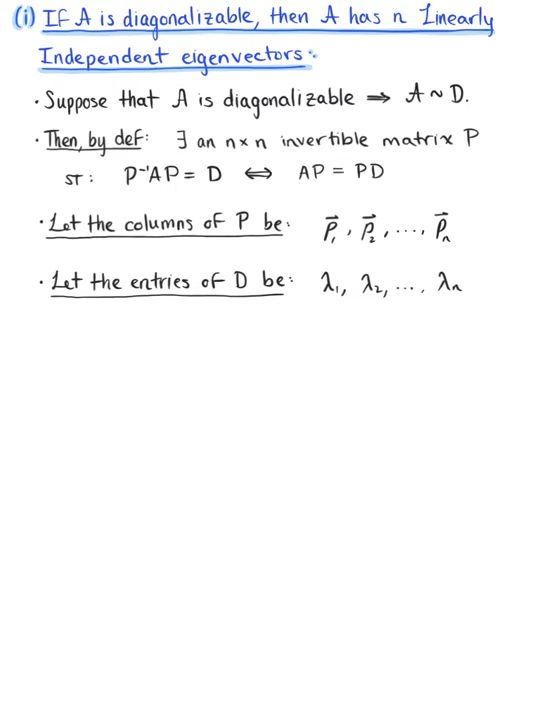 (i) If A is diagonalizable, then A has n Linearly
Independent eigenvectors:
· Suppose that A is diagonalizable ⇒ A ~ D.
· Then, by def: ∃ an n×n invertible matrix P
ST: P⁻¹AP = D ⇔ AP = PD
· Let the columns of P be: p⃗₁, p⃗₂, ..., p⃗ₙ
· Let the entries of D be: λ₁, λ₂, ..., λₙ